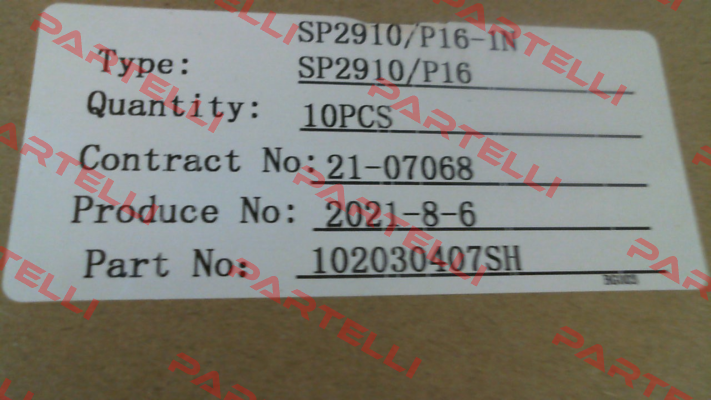 SP2910/P16-1N
Type: SP2910/P16
Quantity: 10PCS
Contract No: 21-07068
Produce No: 2021-8-6
Part No: 102030407SH
PARTELLI
PARTELLI
PARTELLI
PARTELLI
PARTELLI
PARTELLI
PARTELLI